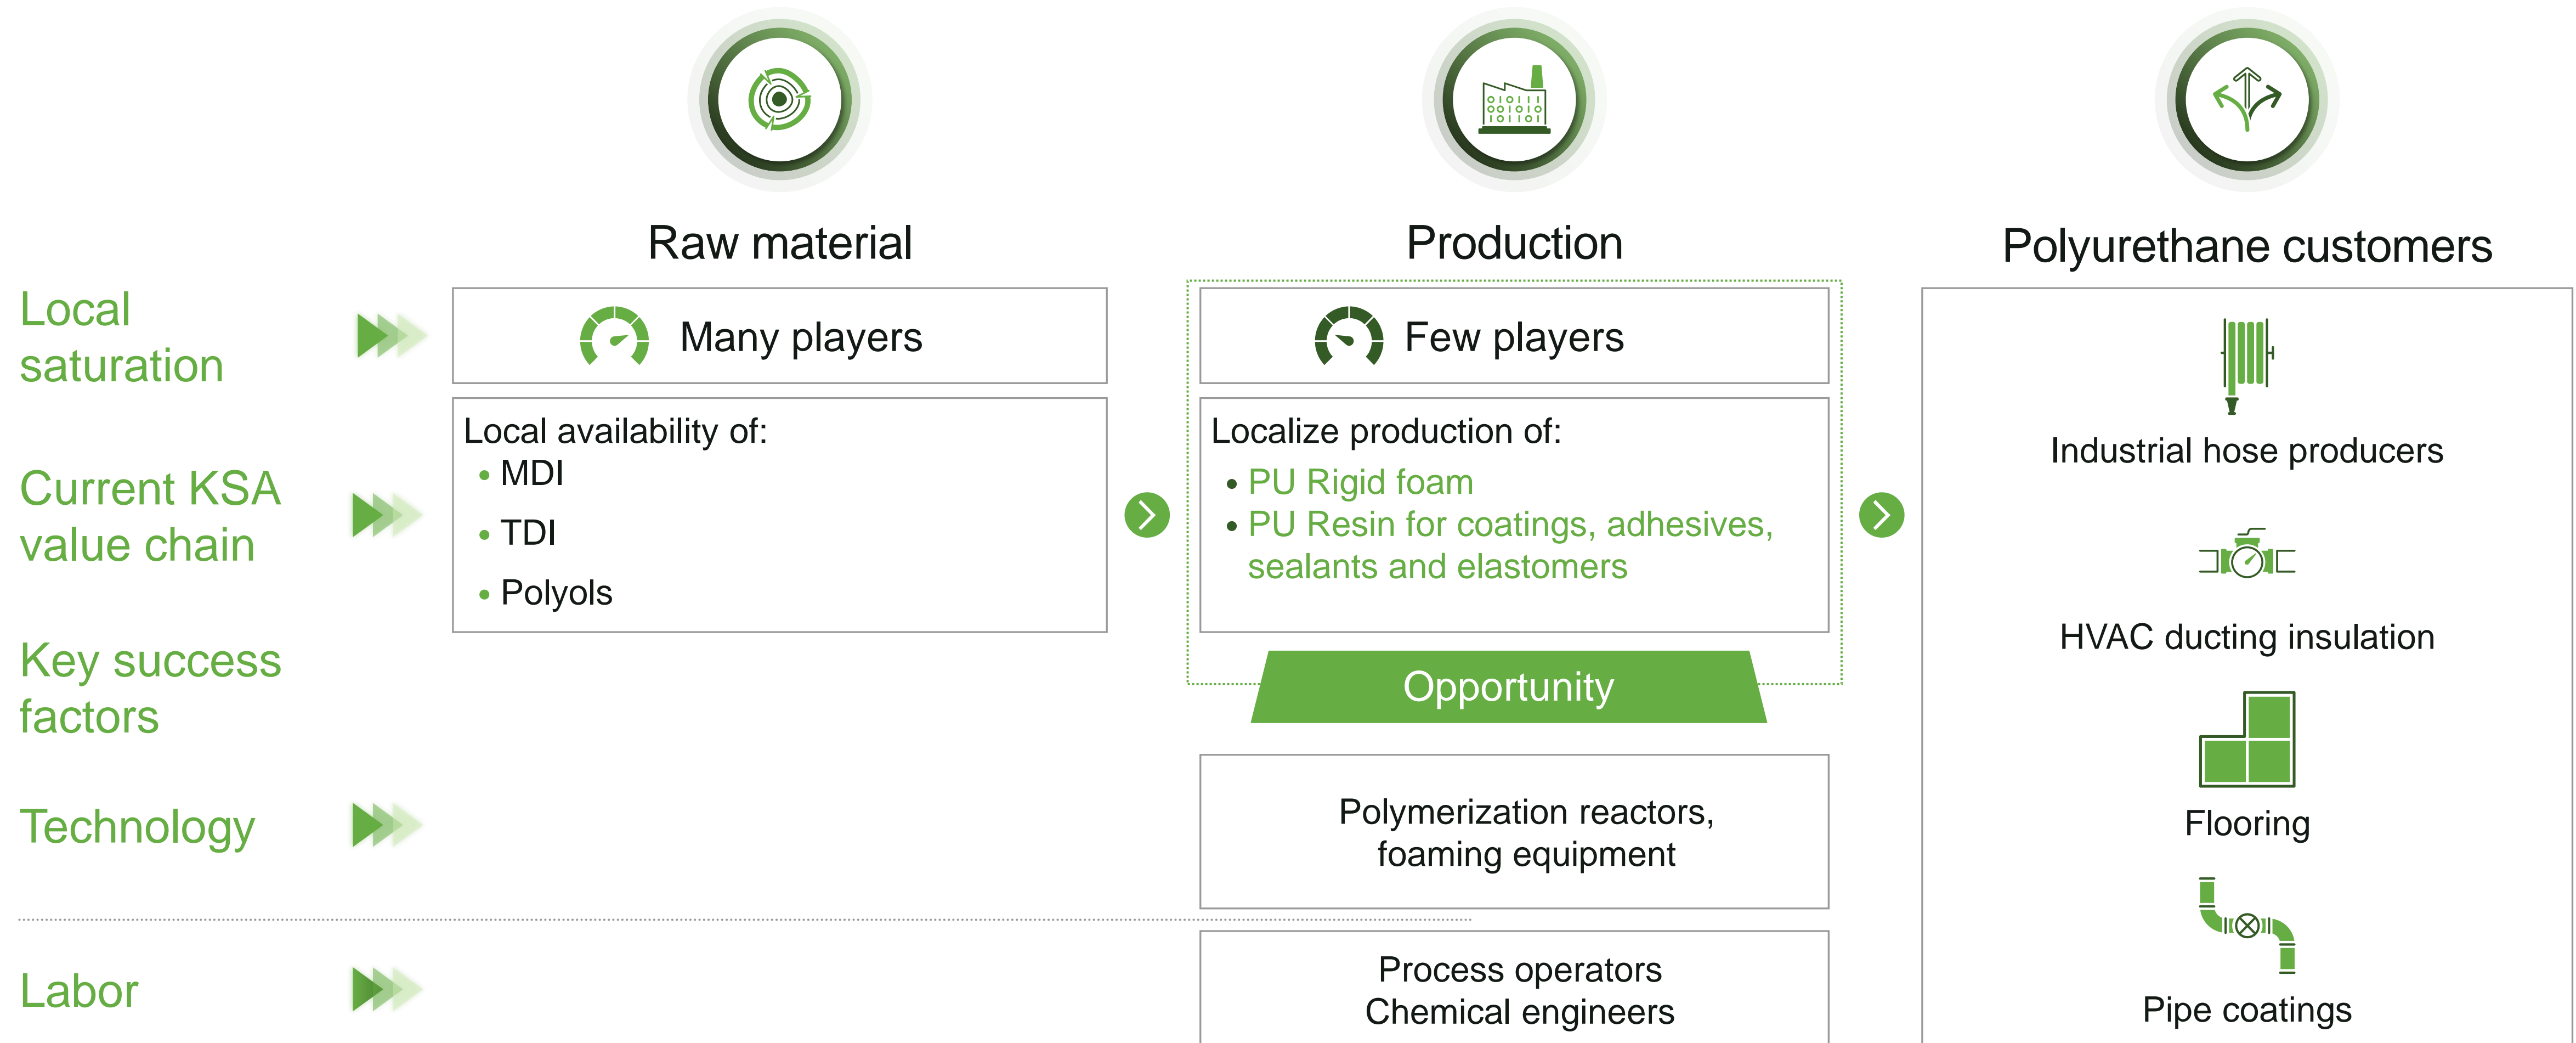 Raw material
Production
Polyurethane customers
Local
saturation
Many players
Few players
Current KSA
value chain
Local availability of:
• MDI
• TDI
• Polyols
Localize production of:
• PU Rigid foam
• PU Resin for coatings, adhesives,
sealants and elastomers
Key success
factors
Opportunity
Technology
Polymerization reactors,
foaming equipment
Labor
Process operators
Chemical engineers
Industrial hose producers
HVAC ducting insulation
Flooring
Pipe coatings